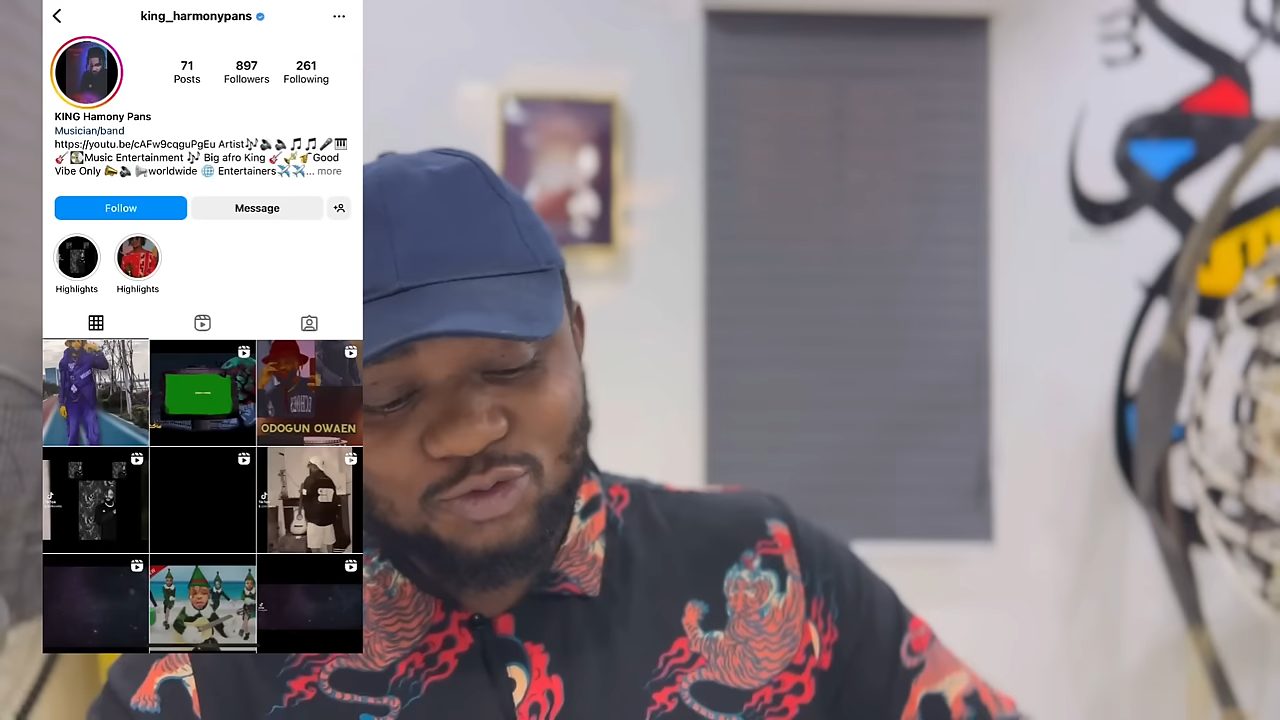 king_harmonypans
71
897
261
Posts
Followers
Following
KING Hamony Pans
Musician/band
https://youtu.be/cAFw9cqguPgEu Artist🎶🔊🔊🎵🎵🎤🎹
🎸💽Music Entertainment 🎶 Big afro King 🎸🎻🎷Good
Vibe Only 📣🔊📢worldwide 🌐 Entertainers✈️✈️... more
Follow
Message
Highlights
Highlights
ODOGUN OWAEN